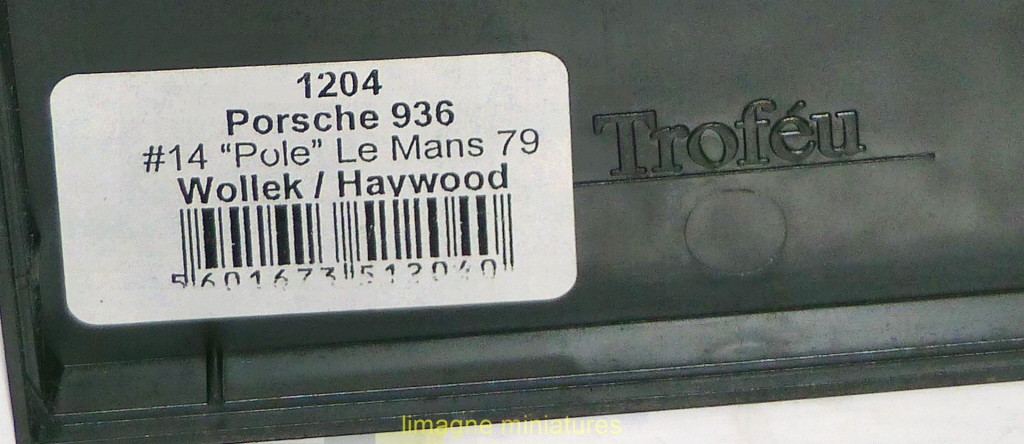 1204
Porsche 936
#14 “Pole” Le Mans 79
Wollek / Haywood
5601673512040
Troféu
limagne miniatures